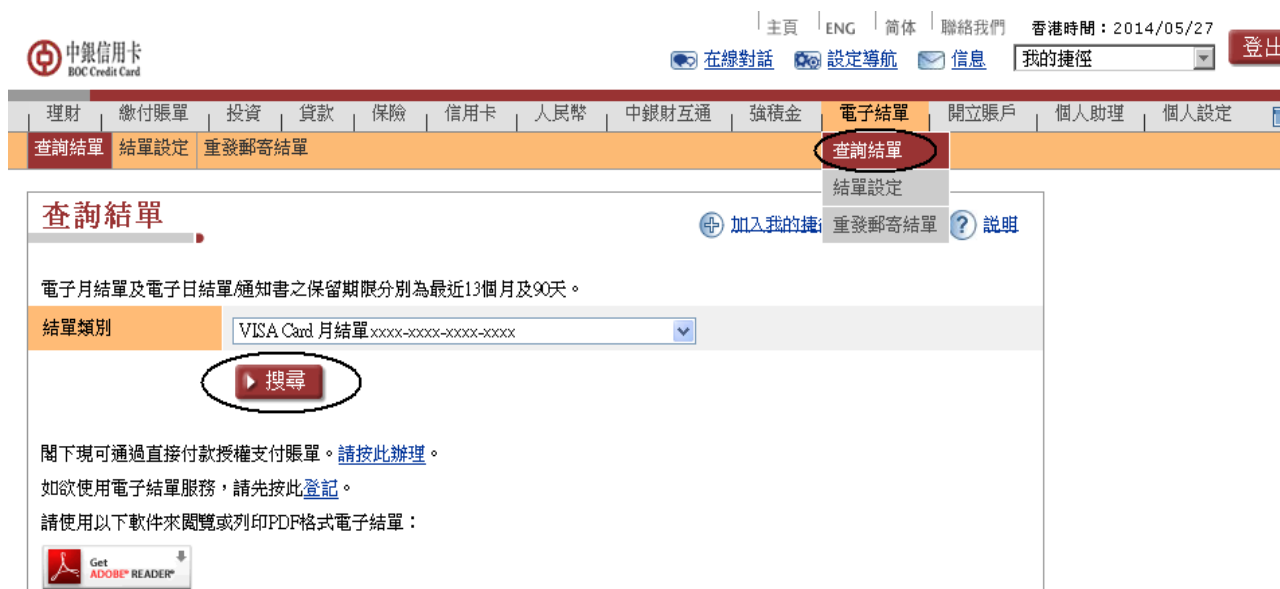 主頁 ENG 简体 聯絡我們 香港時間：2014/05/27
中銀信用卡
BOC Credit Card
在線對話 設定導航 信息 我的捷徑 登出
理財 繳付賬單 投資 貸款 保險 信用卡 人民幣 中銀財互通 強積金 電子結單 開立賬戶 個人助理 個人設定
查詢結單 結單設定 重發郵寄結單
查詢結單
結單設定
重發郵寄結單
查詢結單
加入我的捷 説明
電子月結單及電子日結單/通知書之保留期限分別為最近13個月及90天。
結單類別 VISA Card 月結單 xxxx-xxxx-xxxx-xxxx
搜尋
閣下現可通過直接付款授權支付賬單。請按此辦理。
如欲使用電子結單服務，請先按此登記。
請使用以下軟件來閱覽或列印PDF格式電子結單：
Get
ADOBE® READER®